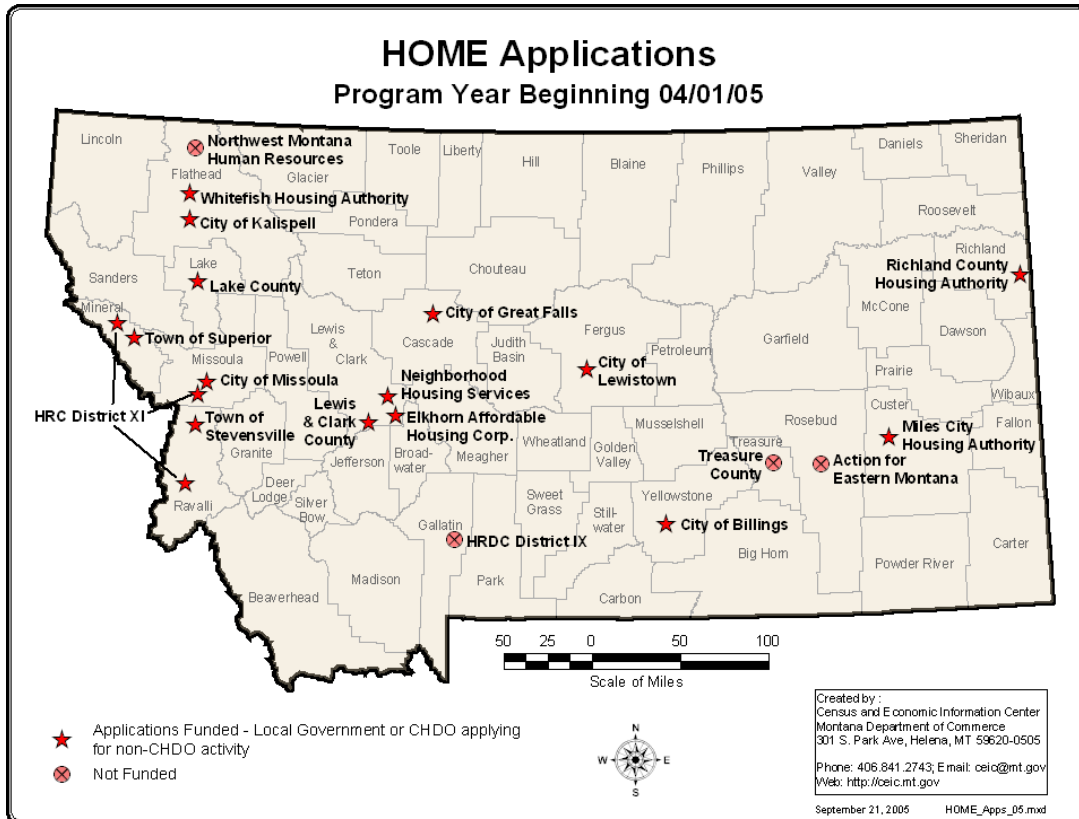 HOME Applications
Program Year Beginning 04/01/05
Lincoln
Northwest Montana
Human Resources
Flathead
Glacier
Toole
Liberty
Hill
Blaine
Phillips
Valley
Daniels
Sheridan
Whitefish Housing Authority
City of Kalispell
Pondera
Roosevelt
Richland
Richland County
Housing Authority
Sanders
Lake
Lake County
Teton
Chouteau
McCone
Mineral
Town of Superior
City of Great Falls
Lewis
&
Clark
Cascade
Judith
Basin
Fergus
Petroleum
Garfield
Dawson
Missoula
Powell
City of Missoula
Neighborhood
Housing Services
City of
Lewistown
Prairie
Wibaux
HRC District XI
Town of
Stevensville
Granite
Lewis
& Clark
County
Elkhorn Affordable
Housing Corp.
Custer
Rosebud
Miles City
Housing Authority
Fallon
Musselshell
Treasure
Treasure
County
Action for
Eastern Montana
Jefferson
Broad-
water
Meagher
Wheatland
Golden
Valley
Deer
Lodge
Silver
Bow
Ravalli
Sweet
Grass
Still-
water
Yellowstone
City of Billings
Gallatin
HRDC District IX
Big Horn
Carter
Powder River
Madison
Park
Beaverhead
Carbon
50 25 0 50 100
Scale of Miles
Applications Funded - Local Government or CHDO applying
for non-CHDO activity
Not Funded
N
W E
S
Created by :
Census and Economic Information Center
Montana Department of Commerce
301 S. Park Ave, Helena, MT 59620-0505
Phone: 406.841.2743; Email: ceic@mt.gov
Web: http://ceic.mt.gov
September 21, 2005 HOME_Apps_05.mxd